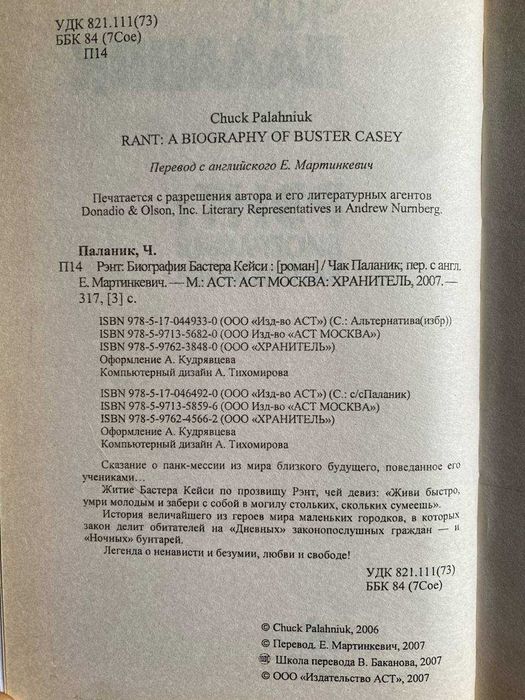 УДК 821.111(73)
ББК 84 (7Сое)
П14
Chuck Palahniuk
RANT: A BIOGRAPHY OF BUSTER CASEY
Перевод с английского Е. Мартинкевич
Печатается с разрешения автора и его литературных агентов
Donadio & Olson, Inc. Literary Representatives и Andrew Nurnberg.
Паланик, Ч.
П14 Рэнт: Биография Бастера Кейси : [роман] / Чак Паланик; пер. с англ.
Е. Мартинкевич. — М.: АСТ: АСТ МОСКВА: ХРАНИТЕЛЬ, 2007. —
317, [3] с.
ISBN 978-5-17-044933-0 (ООО «Изд-во АСТ») (С.: Альтернатива(избр))
ISBN 978-5-9713-5682-0 (ООО Изд-во «АСТ МОСКВА»)
ISBN 978-5-9762-3848-0 (ООО «ХРАНИТЕЛЬ»)
Оформление А. Кудрявцева
Компьютерный дизайн А. Тихомирова
ISBN 978-5-17-046492-0 (ООО «Изд-во АСТ») (С.: с/сПаланик)
ISBN 978-5-9713-5859-6 (ООО Изд-во «АСТ МОСКВА»)
ISBN 978-5-9762-4566-2 (ООО «ХРАНИТЕЛЬ»)
Оформление А. Кудрявцева
Компьютерный дизайн А. Тихомирова
Сказание о панк-мессии из мира близкого будущего, поведанное его
учениками...
Житие Бастера Кейси по прозвищу Рэнт, чей девиз: «Живи быстро,
умри молодым и забери с собой в могилу стольких, скольких сумеешь».
История величайшего из героев мира маленьких городков, в которых
закон делит обитателей на «Дневных» законопослушных граждан — и
«Ночных» бунтарей.
Легенда о ненависти и безумии, любви и свободе!
УДК 821.111(73)
ББК 84 (7Сое)
© Chuck Palahniuk, 2006
© Перевод. Е. Мартинкевич, 2007
Школа перевода В. Баканова, 2007
© ООО «Издательство АСТ», 2007